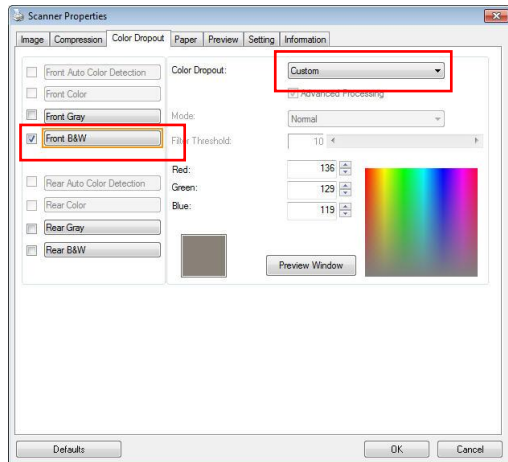 Scanner Properties
Image Compression Color Dropout Paper Preview Setting Information
Front Auto Color Detection
Front Color
Front Gray
Front B&W
Rear Auto Color Detection
Rear Color
Rear Gray
Rear B&W
Color Dropout: Custom
Advanced Processing
Mode: Normal
Filter Threshold: 10
Red: 136
Green: 129
Blue: 119
Preview Window
Defaults OK Cancel